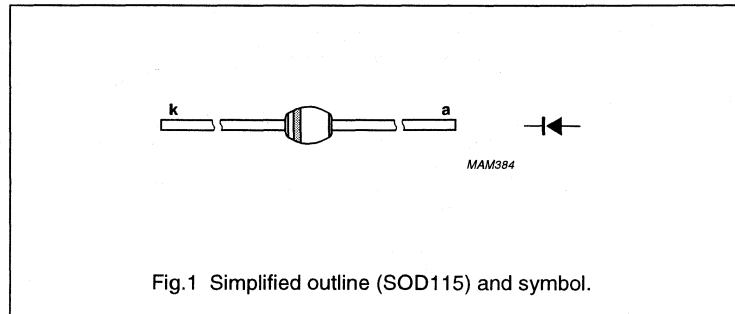 k
a
MAM384
Fig.1 Simplified outline (SOD115) and symbol.